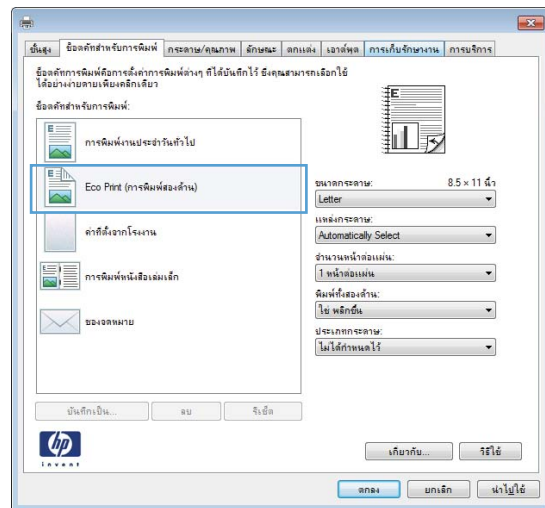 ขั้นสูง ช็อตคัทสำหรับการพิมพ์ กระดาษ/คุณภาพ ลักษณะ ตกแต่ง เอาต์พุต การเก็บรักษางาน การบริการ
ช็อตคัทการพิมพ์คือการตั้งค่าการพิมพ์ต่างๆ ที่ได้บันทึกไว้ ซึ่งคุณสามารถเลือกใช้
ได้อย่างง่ายดายเพียงคลิกเดียว
ช็อตคัทสำหรับการพิมพ์:
การพิมพ์งานประจำวันทั่วไป
Eco Print (การพิมพ์สองด้าน)
ค่าที่ตั้งจากโรงงาน
การพิมพ์หนังสือเล่มเล็ก
ซองจดหมาย
E
ขนาดกระดาษ: 8.5 × 11 นิ้ว
Letter
แหล่งกระดาษ:
Automatically Select
จำนวนหน้าต่อแผ่น:
1 หน้าต่อแผ่น
พิมพ์ทั้งสองด้าน:
ใช่ พลิกขึ้น
ประเภทกระดาษ:
ไม่ได้กำหนดไว้
บันทึกเป็น... ลบ รีเซ็ต
hp
invent
เกี่ยวกับ... วิธีใช้
ตกลง ยกเลิก นำไปใช้